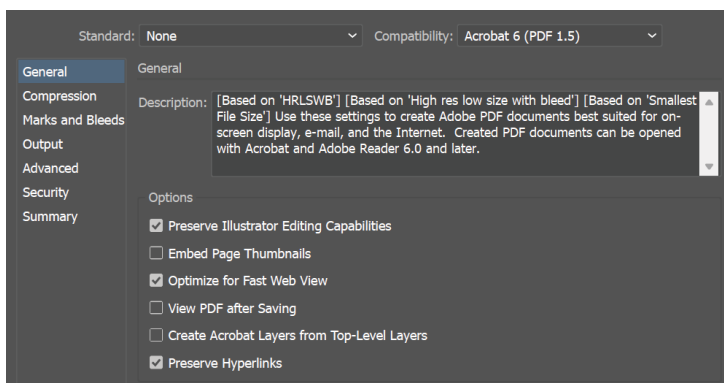 Standard: None Compatibility: Acrobat 6 (PDF 1.5)
General
Compression
Marks and Bleeds
Output
Advanced
Security
Summary
General
Description: [Based on 'HRLSWB'] [Based on 'High res low size with bleed'] [Based on 'Smallest
File Size'] Use these settings to create Adobe PDF documents best suited for on-
screen display, e-mail, and the Internet.  Created PDF documents can be opened
with Acrobat and Adobe Reader 6.0 and later.
Options
Preserve Illustrator Editing Capabilities
Embed Page Thumbnails
Optimize for Fast Web View
View PDF after Saving
Create Acrobat Layers from Top-Level Layers
Preserve Hyperlinks